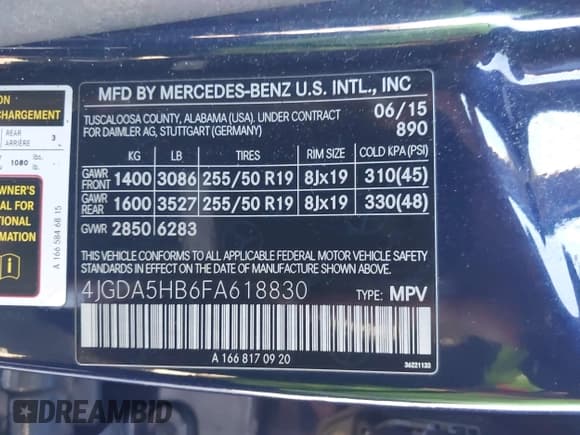 ON
CHARGEMENT
REAR
ARRIÈRE
3
1080 lbs.
OWNER'S
AL FOR
TIONAL
RMATION
A 166 584 68 15
MFD BY MERCEDES-BENZ U.S. INTL., INC
TUSCALOOSA COUNTY, ALABAMA (USA). UNDER CONTRACT
FOR DAIMLER AG, STUTTGART (GERMANY)
06/15
890
KG LB TIRES RIM SIZE COLD KPA (PSI)
GAWR FRONT 1400 3086 255/50 R19 8Jx19 310(45)
GAWR REAR 1600 3527 255/50 R19 8Jx19 330(48)
GVWR 2850 6283
THIS VEHICLE CONFORMS TO ALL APPLICABLE FEDERAL MOTOR VEHICLE SAFETY
STANDARDS IN EFFECT ON THE DATE OF MANUFACTURE SHOWN ABOVE.
4JGDA5HB6FA618830 TYPE: MPV
A 166 817 09 20
36221133
DREAMBID